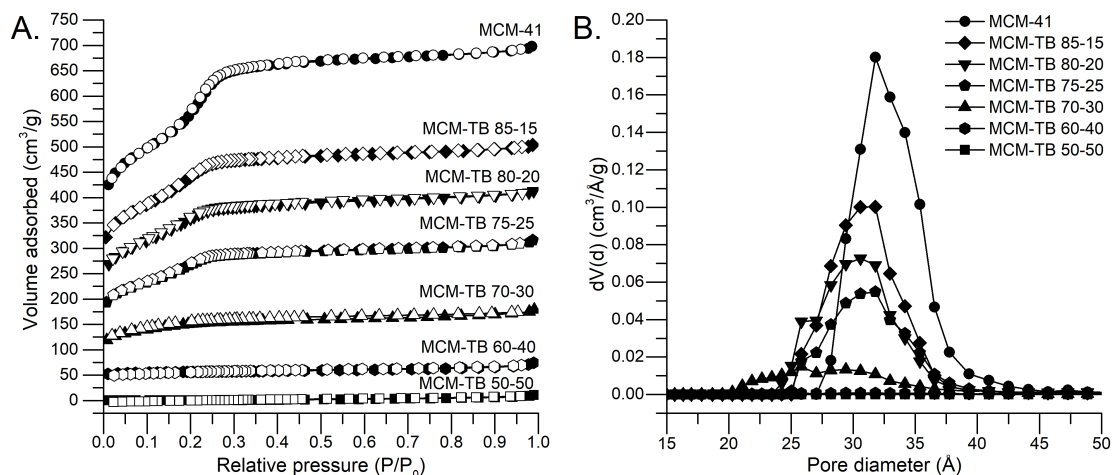 A.
750
700
650
600
550
500
450
400
350
300
250
200
150
100
50
0
Volume adsorbed (cm³/g)
MCM-41
MCM-TB 85-15
MCM-TB 80-20
MCM-TB 75-25
MCM-TB 70-30
MCM-TB 60-40
MCM-TB 50-50
0.0 0.1 0.2 0.3 0.4 0.5 0.6 0.7 0.8 0.9 1.0
Relative pressure (P/P₀)
B.
0.20
0.18
0.16
0.14
0.12
0.10
0.08
0.06
0.04
0.02
0.00
dV(d) (cm³/Å/g)
MCM-41
MCM-TB 85-15
MCM-TB 80-20
MCM-TB 75-25
MCM-TB 70-30
MCM-TB 60-40
MCM-TB 50-50
15 20 25 30 35 40 45 50
Pore diameter (Å)